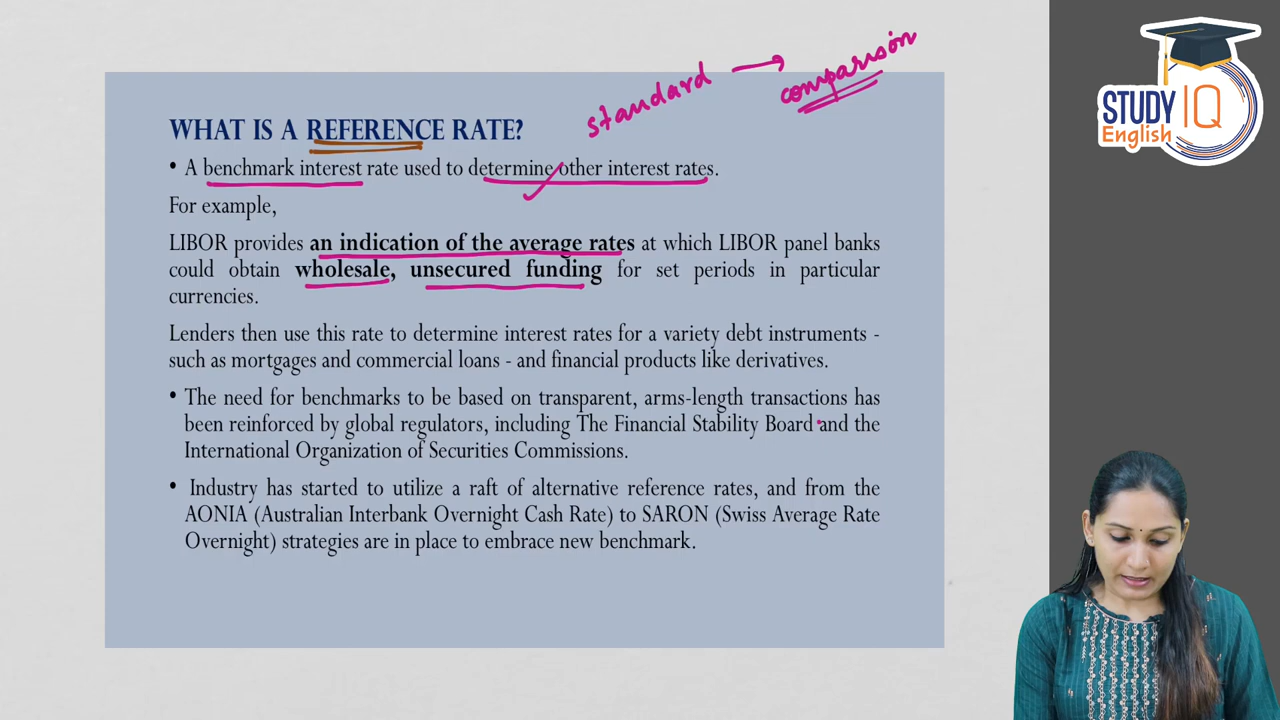 standard → comparison
WHAT IS A REFERENCE RATE?
• A benchmark interest rate used to determine other interest rates.
For example,
LIBOR provides an indication of the average rates at which LIBOR panel banks
could obtain wholesale, unsecured funding for set periods in particular
currencies.
Lenders then use this rate to determine interest rates for a variety debt instruments -
such as mortgages and commercial loans - and financial products like derivatives.
• The need for benchmarks to be based on transparent, arms-length transactions has
been reinforced by global regulators, including The Financial Stability Board and the
International Organization of Securities Commissions.
• Industry has started to utilize a raft of alternative reference rates, and from the
AONIA (Australian Interbank Overnight Cash Rate) to SARON (Swiss Average Rate
Overnight) strategies are in place to embrace new benchmark.
STUDY IQ
English